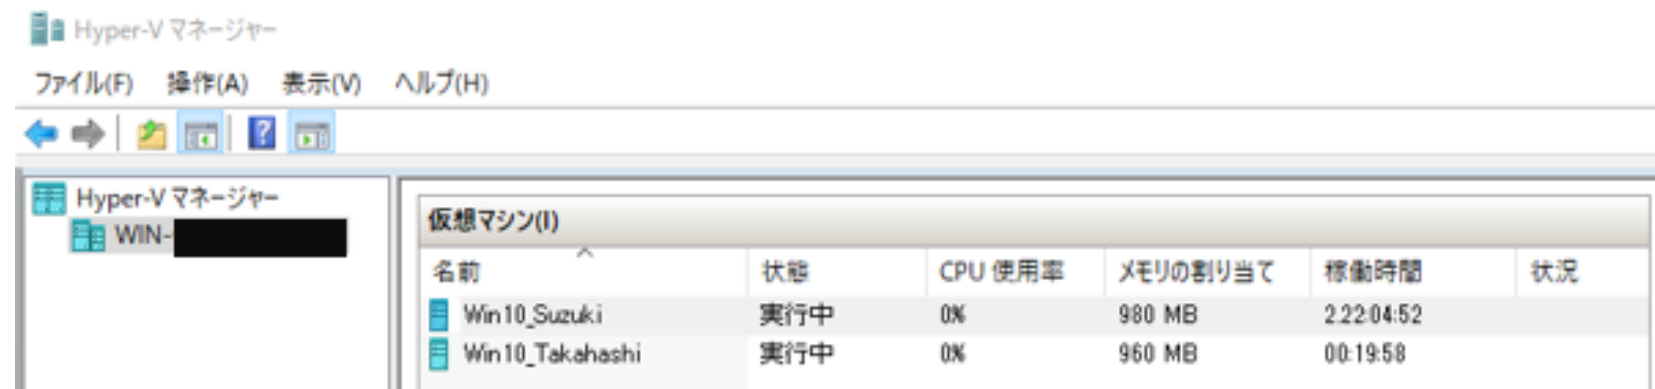 Hyper-V マネージャー
ファイル(F) 操作(A) 表示(V) ヘルプ(H)
Hyper-V マネージャー
WIN-
仮想マシン(I)
名前 状態 CPU 使用率 メモリの割り当て 稼働時間 状況
Win10_Suzuki 実行中 0% 980 MB 2.22:04:52
Win10_Takahashi 実行中 0% 960 MB 00:19:58